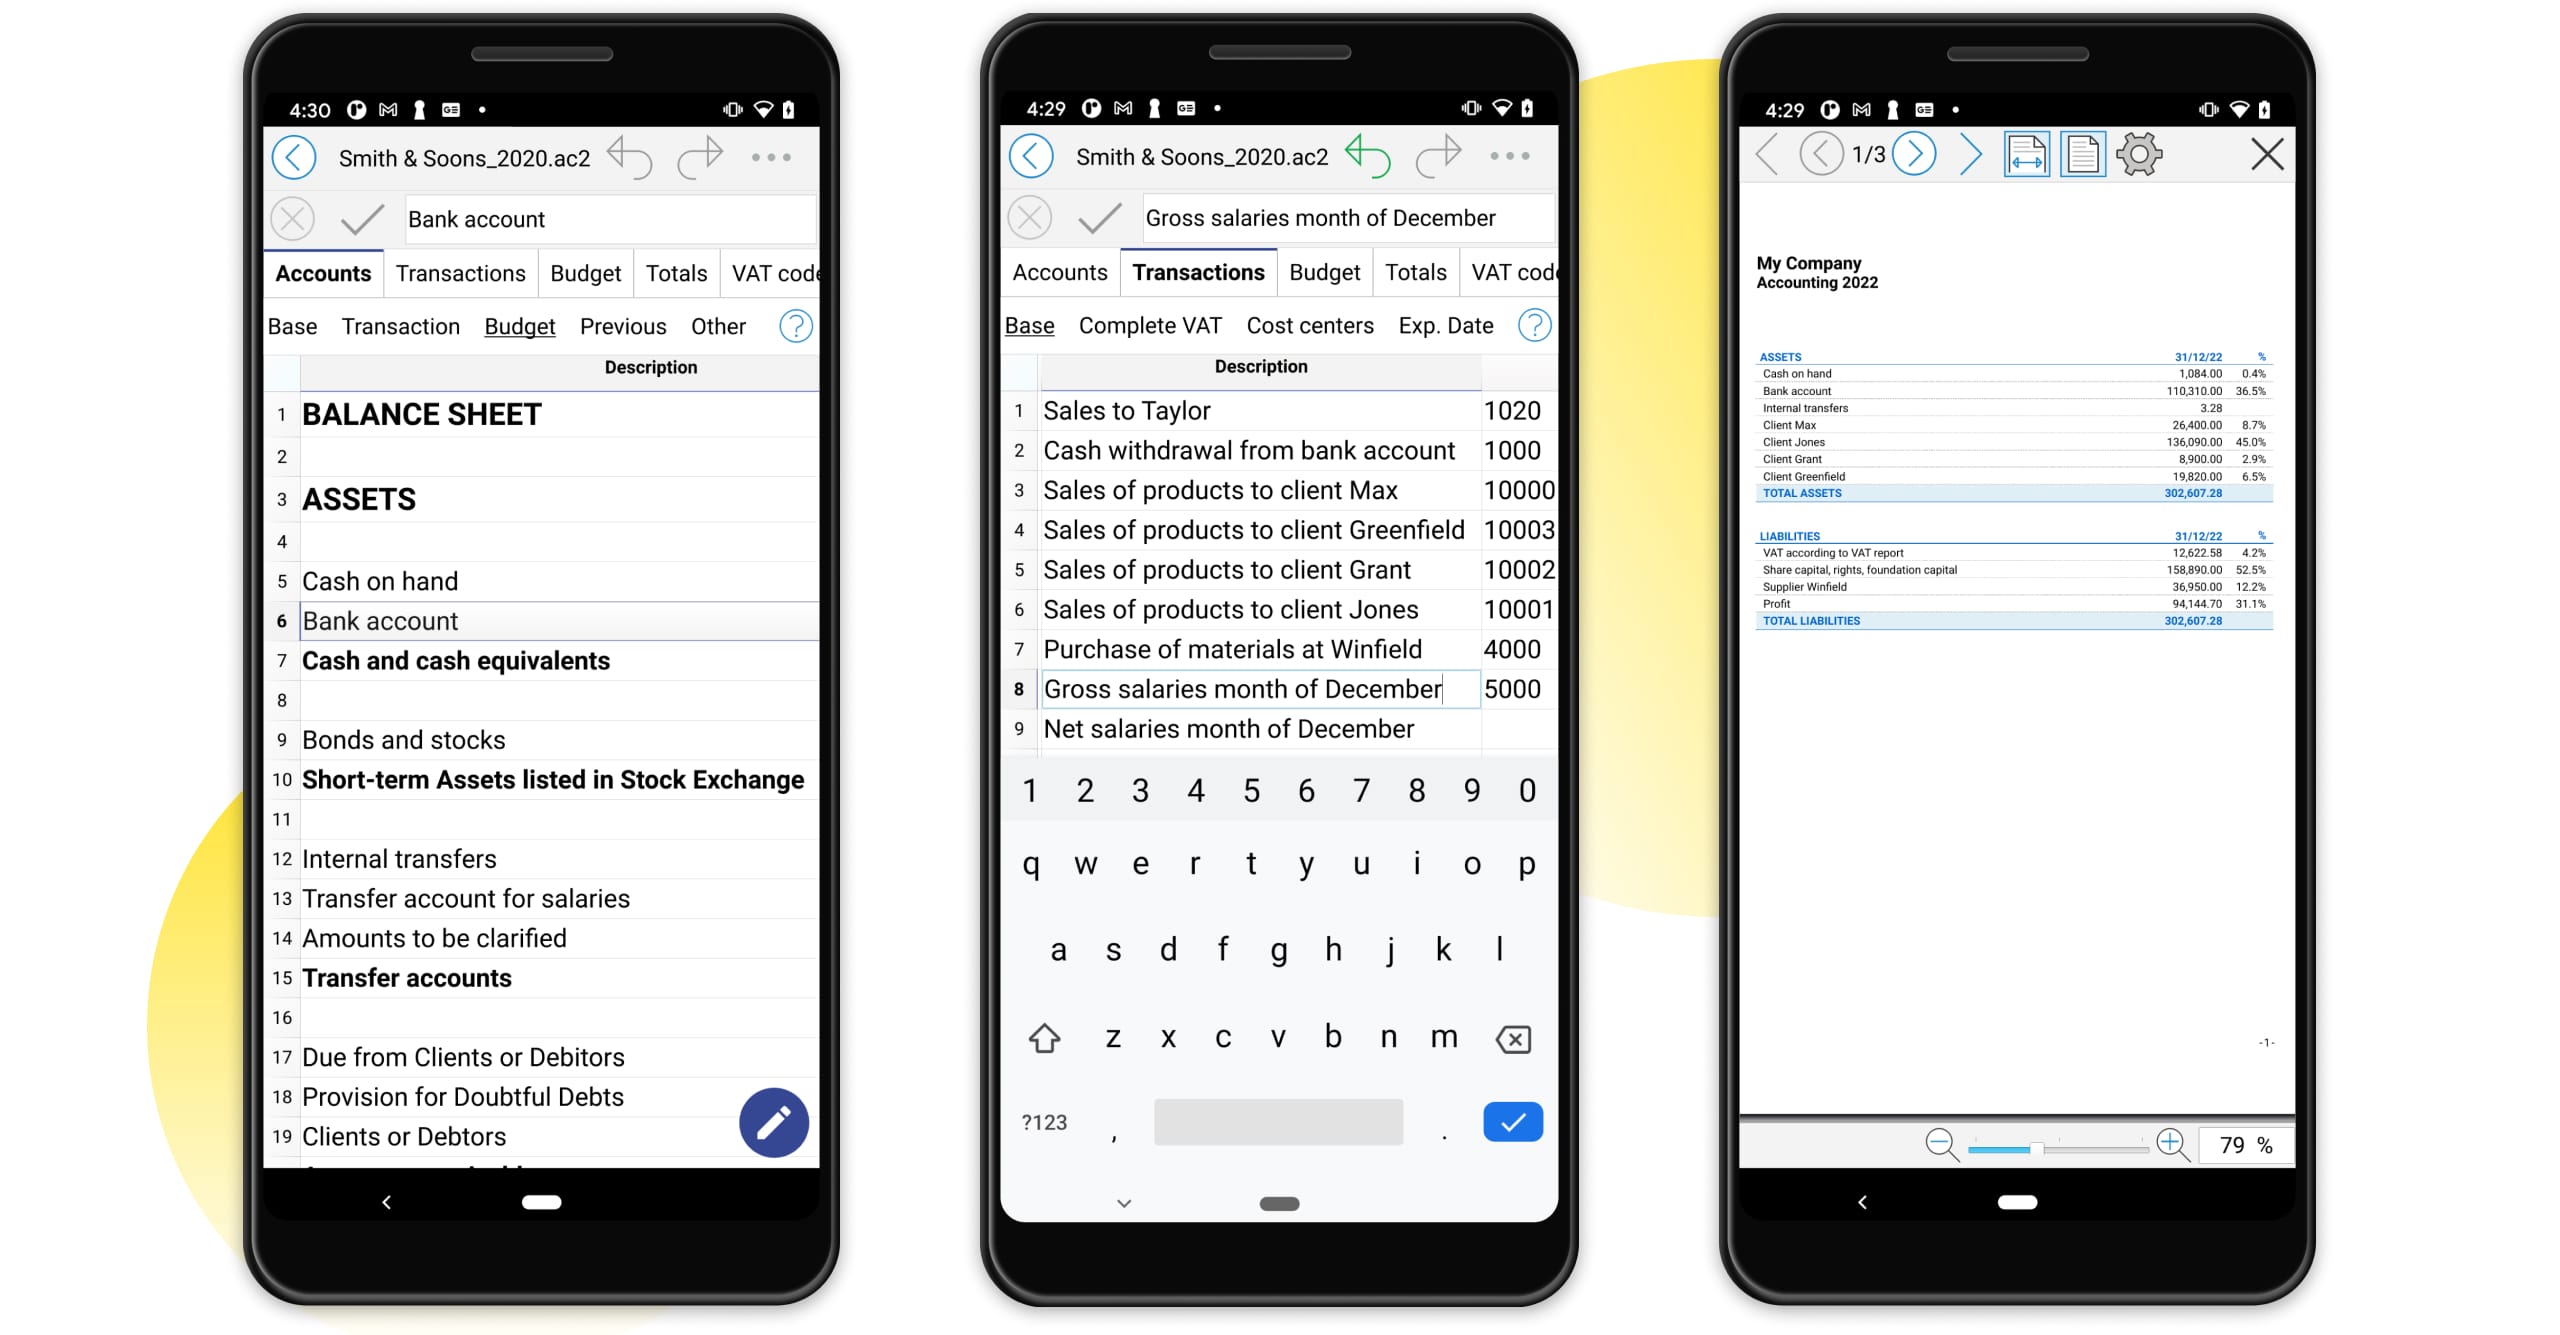 4:30
Smith & Soons_2020.ac2
Bank account
Accounts Transactions Budget Totals VAT code
Base Transaction Budget Previous Other ?
Description
1 BALANCE SHEET
2
3 ASSETS
4
5 Cash on hand
6 Bank account
7 Cash and cash equivalents
8
9 Bonds and stocks
10 Short-term Assets listed in Stock Exchange
11
12 Internal transfers
13 Transfer account for salaries
14 Amounts to be clarified
15 Transfer accounts
16
17 Due from Clients or Debitors
18 Provision for Doubtful Debts
19 Clients or Debtors
4:29
Smith & Soons_2020.ac2
Gross salaries month of December
Accounts Transactions Budget Totals VAT code
Base Complete VAT Cost centers Exp. Date ?
Description
1 Sales to Taylor 1020
2 Cash withdrawal from bank account 1000
3 Sales of products to client Max 10000
4 Sales of products to client Greenfield 10003
5 Sales of products to client Grant 10002
6 Sales of products to client Jones 10001
7 Purchase of materials at Winfield 4000
8 Gross salaries month of December 5000
9 Net salaries month of December
1 2 3 4 5 6 7 8 9 0
q w e r t y u i o p
a s d f g h j k l
z x c v b n m
?123 , .
4:29
1/3
My Company
Accounting 2022
ASSETS 31/12/22 %
Cash on hand 1,084.00 0.4%
Bank account 110,310.00 36.5%
Internal transfers 3.28
Client Max 26,400.00 8.7%
Client Jones 136,090.00 45.0%
Client Grant 8,900.00 2.9%
Client Greenfield 19,820.00 6.5%
TOTAL ASSETS 302,607.28
LIABILITIES 31/12/22 %
VAT according to VAT report 12,622.58 4.2%
Share capital, rights, foundation capital 158,890.00 52.5%
Supplier Winfield 36,950.00 12.2%
Profit 94,144.70 31.1%
TOTAL LIABILITIES 302,607.28
-1-
79 %